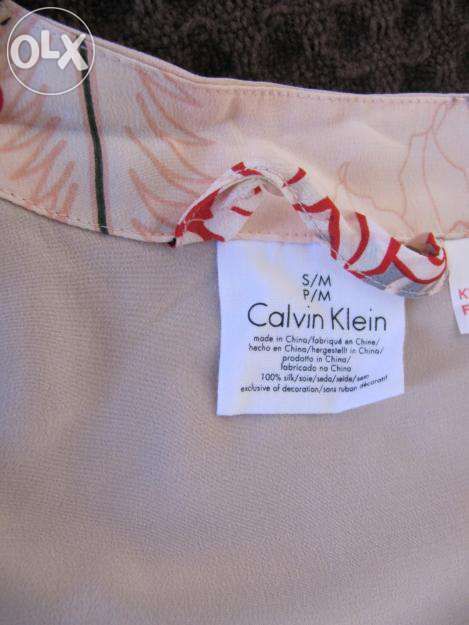 OLX
S/M
P/M
Calvin Klein
made in China/fabriqué en Chine/
hecho en China/hergestellt in China/
prodotto in China/
fabricado na China
100% silk/soie/seda/seide/seta
exclusive of decoration/sans ruban décoratif
K
F